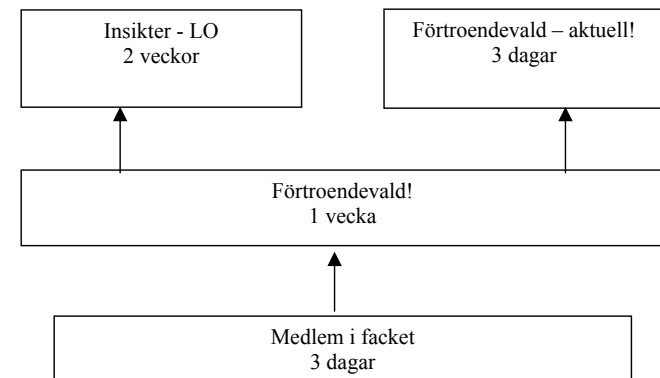 Insikter - LO
2 veckor
Förtroendevald – aktuell!
3 dagar
Förtroendevald!
1 vecka
Medlem i facket
3 dagar